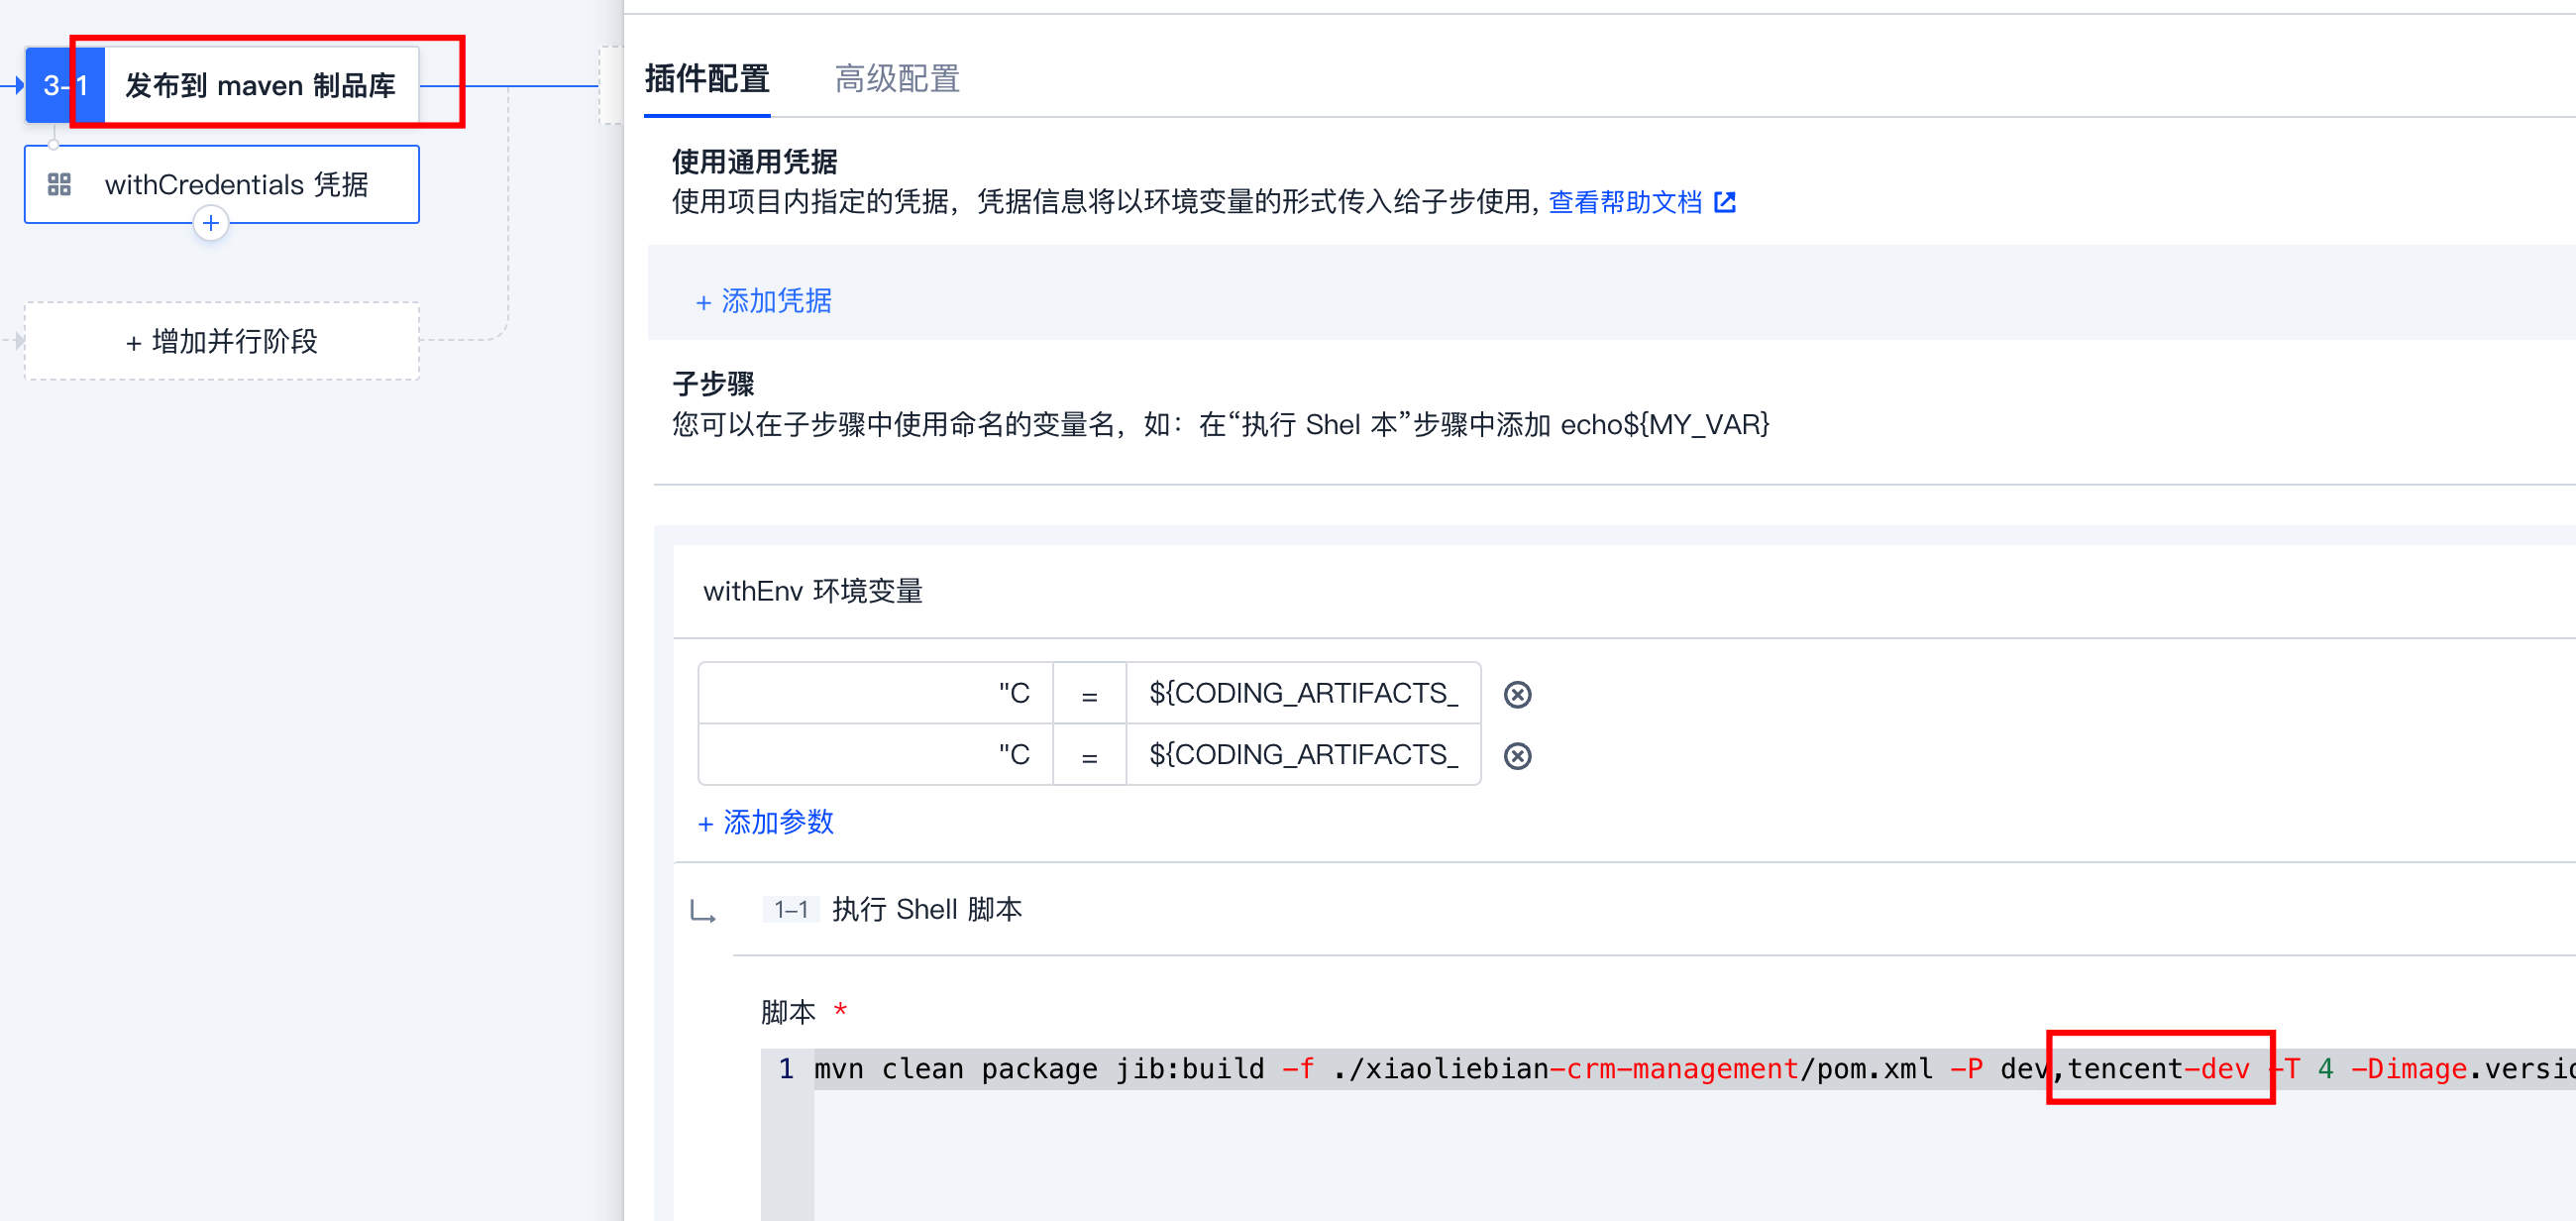 3-1 发布到 maven 制品库
withCredentials 凭据
+
+ 增加并行阶段
插件配置 高级配置
使用通用凭据
使用项目内指定的凭据，凭据信息将以环境变量的形式传入给子步使用, 查看帮助文档
+ 添加凭据
子步骤
您可以在子步骤中使用命名的变量名，如：在“执行 Shel 本”步骤中添加 echo${MY_VAR}
withEnv 环境变量
"C = ${CODING_ARTIFACTS_
"C = ${CODING_ARTIFACTS_
+ 添加参数
1-1 执行 Shell 脚本
脚本 *
1 mvn clean package jib:build -f ./xiaoliebian-crm-management/pom.xml -P dev,tencent-dev -T 4 -Dimage.versio